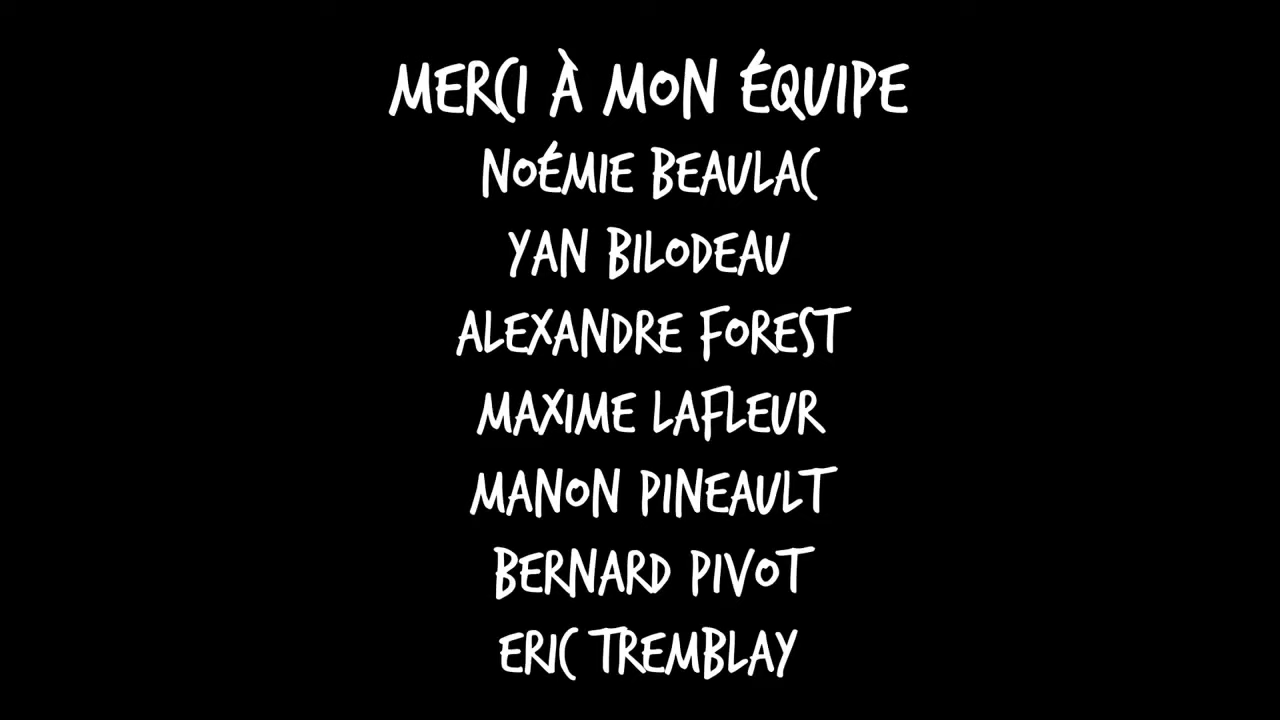 MERCI À MON ÉQUIPE
NOÉMIE BEAULAC
YAN BILODEAU
ALEXANDRE FOREST
MAXIME LAFLEUR
MANON PINEAULT
BERNARD PIVOT
ERIC TREMBLAY